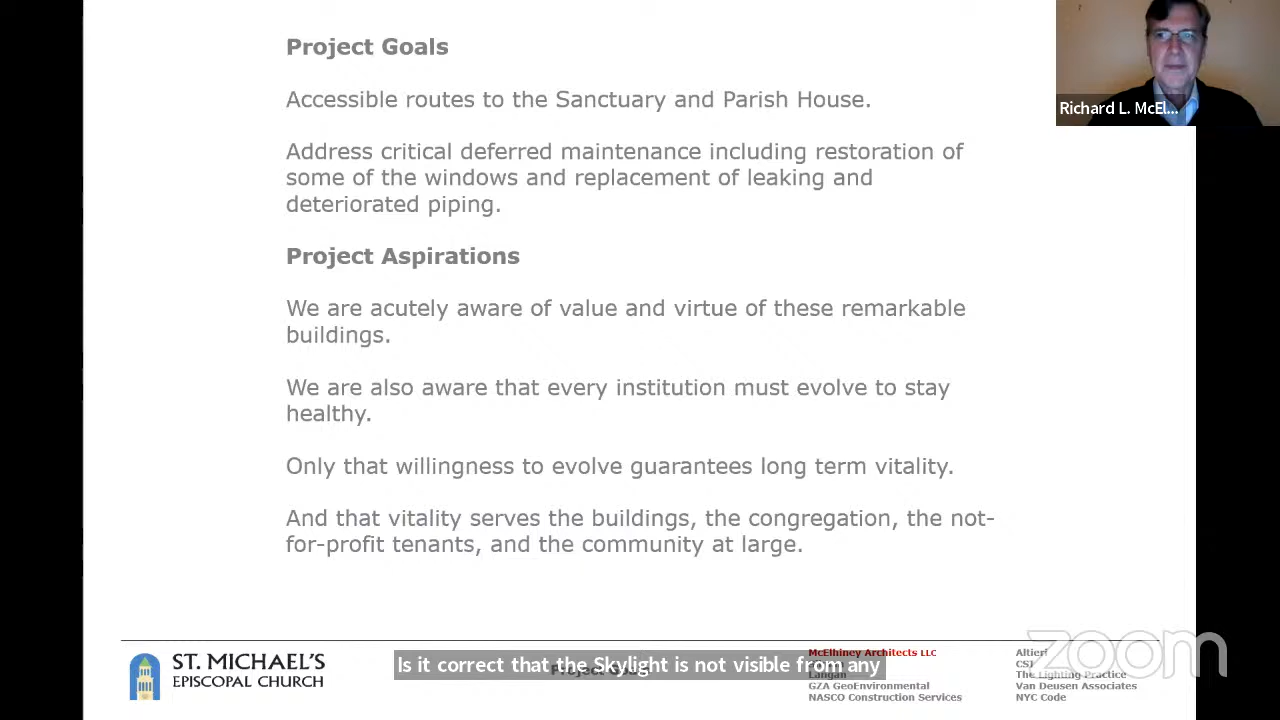 Project Goals
Accessible routes to the Sanctuary and Parish House.
Address critical deferred maintenance including restoration of
some of the windows and replacement of leaking and
deteriorated piping.
Project Aspirations
We are acutely aware of value and virtue of these remarkable
buildings.
We are also aware that every institution must evolve to stay
healthy.
Only that willingness to evolve guarantees long term vitality.
And that vitality serves the buildings, the congregation, the not-
for-profit tenants, and the community at large.
Richard L. McEl...
ST. MICHAEL'S
EPISCOPAL CHURCH
Is it correct that the Skylight is not visible from any
McElhiney Architects LLC
Langan
GZA GeoEnvironmental
NASCO Construction Services
Altieri
CSI
The Lighting Practice
Van Deusen Associates
NYC Code
zoom